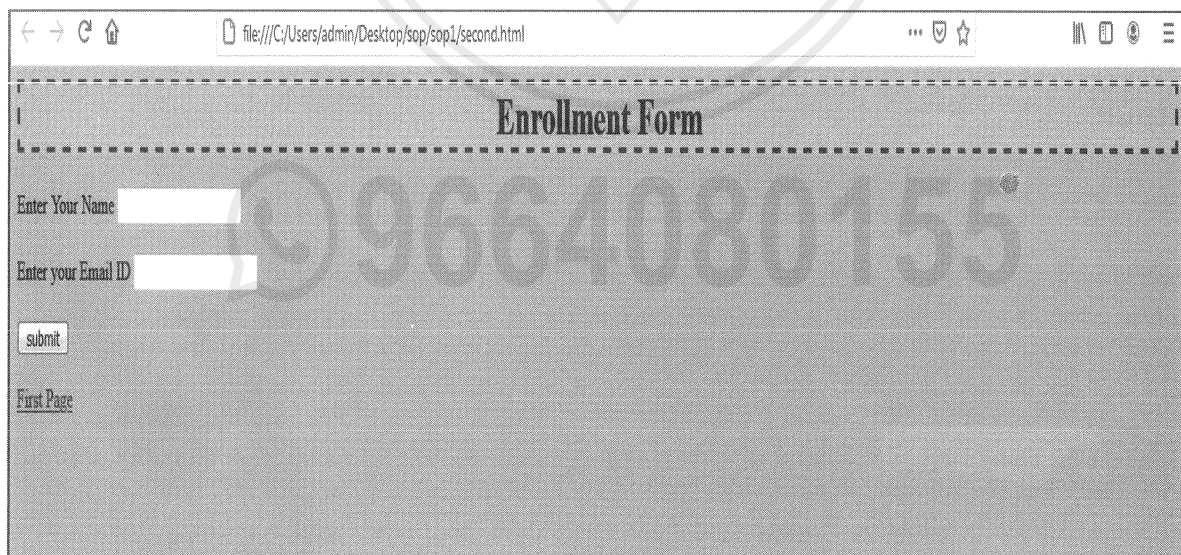 file:///C:/Users/admin/Desktop/sop/sop1/second.html
Enrollment Form
Enter Your Name
9664080155
Enter your Email ID
submit
First Page